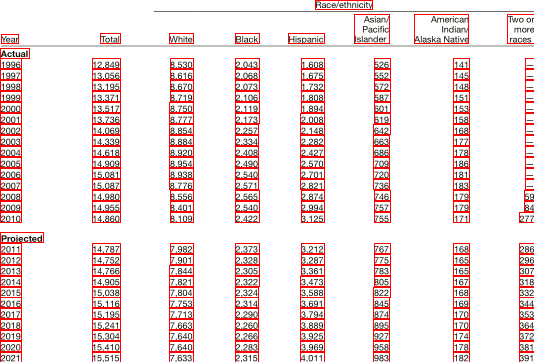 Race/ethnicity
Asian/ American Two or
Pacific Indian/ more
Year Total White Black Hispanic Islander Alaska Native races
Actual
1996 12,849 8,530 2,043 1,608 526 141 —
1997 13,056 8,616 2,068 1,675 552 145 —
1998 13,195 8,670 2,073 1,732 572 148 —
1999 13,371 8,719 2,106 1,808 587 151 —
2000 13,517 8,750 2,119 1,894 601 153 —
2001 13,736 8,777 2,173 2,008 619 158 —
2002 14,069 8,854 2,257 2,148 642 168 —
2003 14,339 8,884 2,334 2,282 663 177 —
2004 14,618 8,920 2,408 2,427 686 178 —
2005 14,909 8,954 2,490 2,570 709 186 —
2006 15,081 8,938 2,540 2,701 720 181 —
2007 15,087 8,776 2,571 2,821 736 183 —
2008 14,980 8,556 2,565 2,874 746 179 59
2009 14,955 8,401 2,540 2,994 757 179 84
2010 14,860 8,109 2,422 3,125 755 171 277
Projected
2011 14,787 7,982 2,373 3,212 767 168 286
2012 14,752 7,901 2,328 3,287 775 165 296
2013 14,766 7,844 2,305 3,361 783 165 307
2014 14,905 7,821 2,322 3,473 805 167 318
2015 15,038 7,804 2,324 3,588 822 168 332
2016 15,116 7,753 2,314 3,691 845 169 344
2017 15,195 7,713 2,290 3,794 874 170 353
2018 15,241 7,663 2,260 3,889 895 170 364
2019 15,304 7,640 2,266 3,925 927 174 372
2020 15,410 7,640 2,283 3,969 958 178 381
2021 15,515 7,633 2,315 4,011 983 182 391